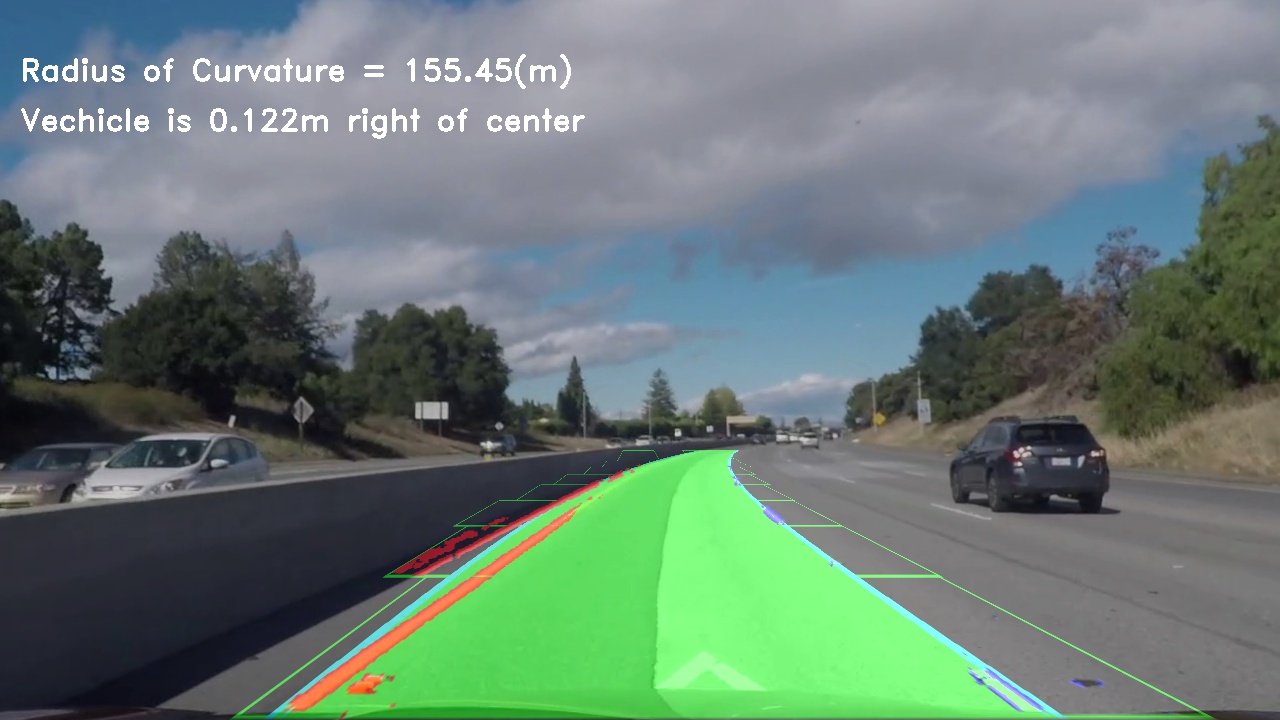 Radius of Curvature = 155.45(m)
Vechicle is 0.122m right of center